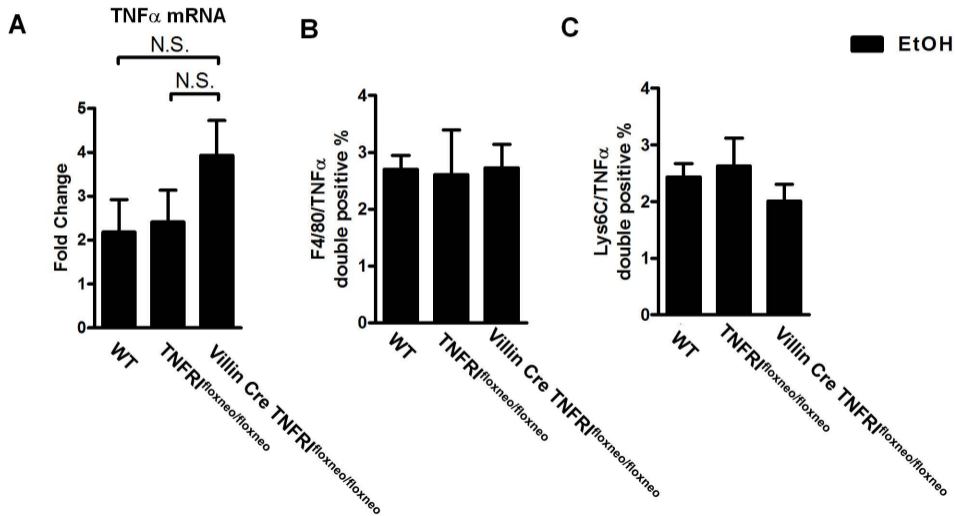 A
TNFα mRNA
N.S.
N.S.
Fold Change
5
4
3
2
1
0
WT
TNFRIfloxneo/floxneo
Villin Cre TNFRIfloxneo/floxneo
B
F4/80/TNFα
double positive %
4
3
2
1
0
WT
TNFRIfloxneo/floxneo
Villin Cre TNFRIfloxneo/floxneo
C
EtOH
Lys6C/TNFα
double positive %
4
3
2
1
0
WT
TNFRIfloxneo/floxneo
Villin Cre TNFRIfloxneo/floxneo